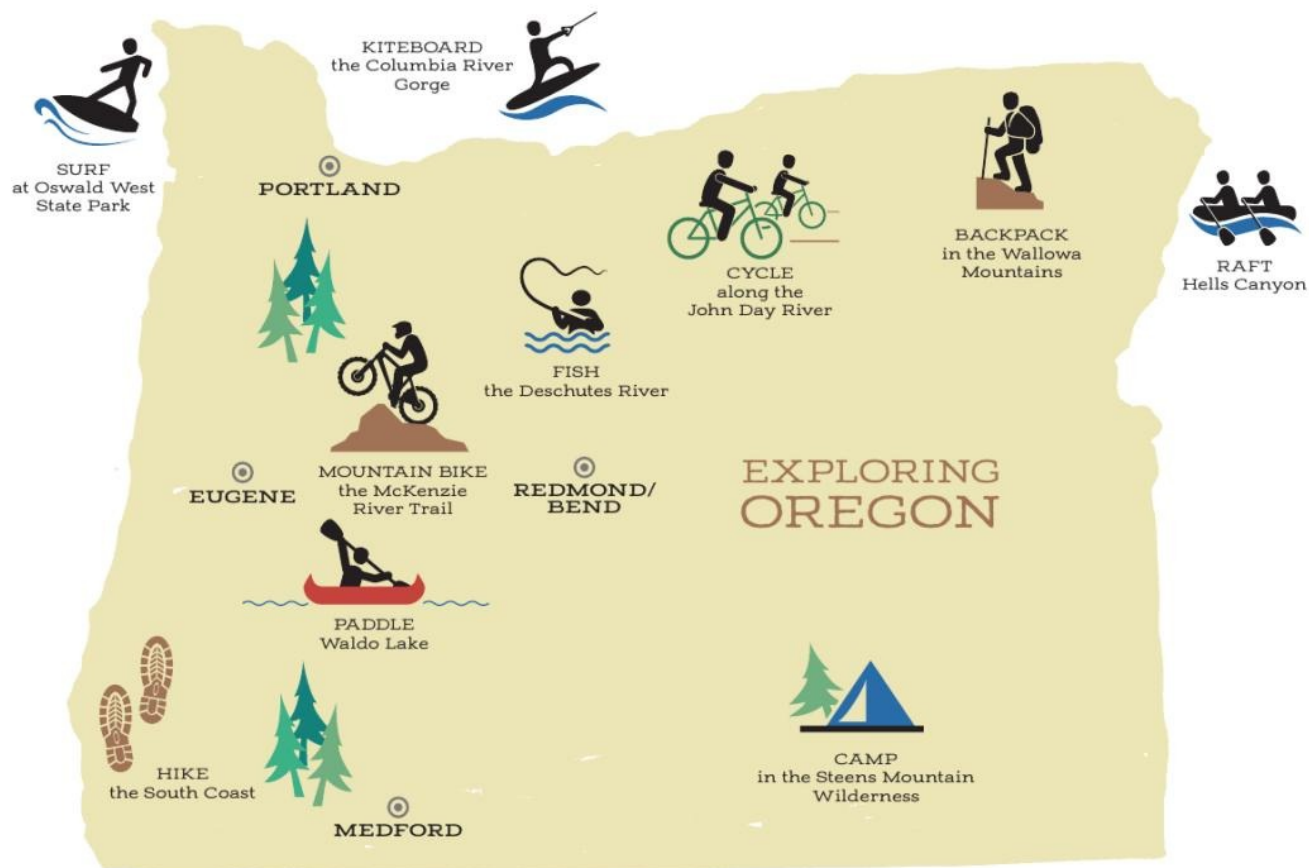 KITEBOARD
the Columbia River
Gorge
SURF
at Oswald West
State Park
PORTLAND
BACKPACK
in the Wallowa
Mountains
RAFT
Hells Canyon
CYCLE
along the
John Day River
FISH
the Deschutes River
EUGENE
MOUNTAIN BIKE
the McKenzie
River Trail
REDMOND/
BEND
EXPLORING
OREGON
PADDLE
Waldo Lake
HIKE
the South Coast
CAMP
in the Steens Mountain
Wilderness
MEDFORD